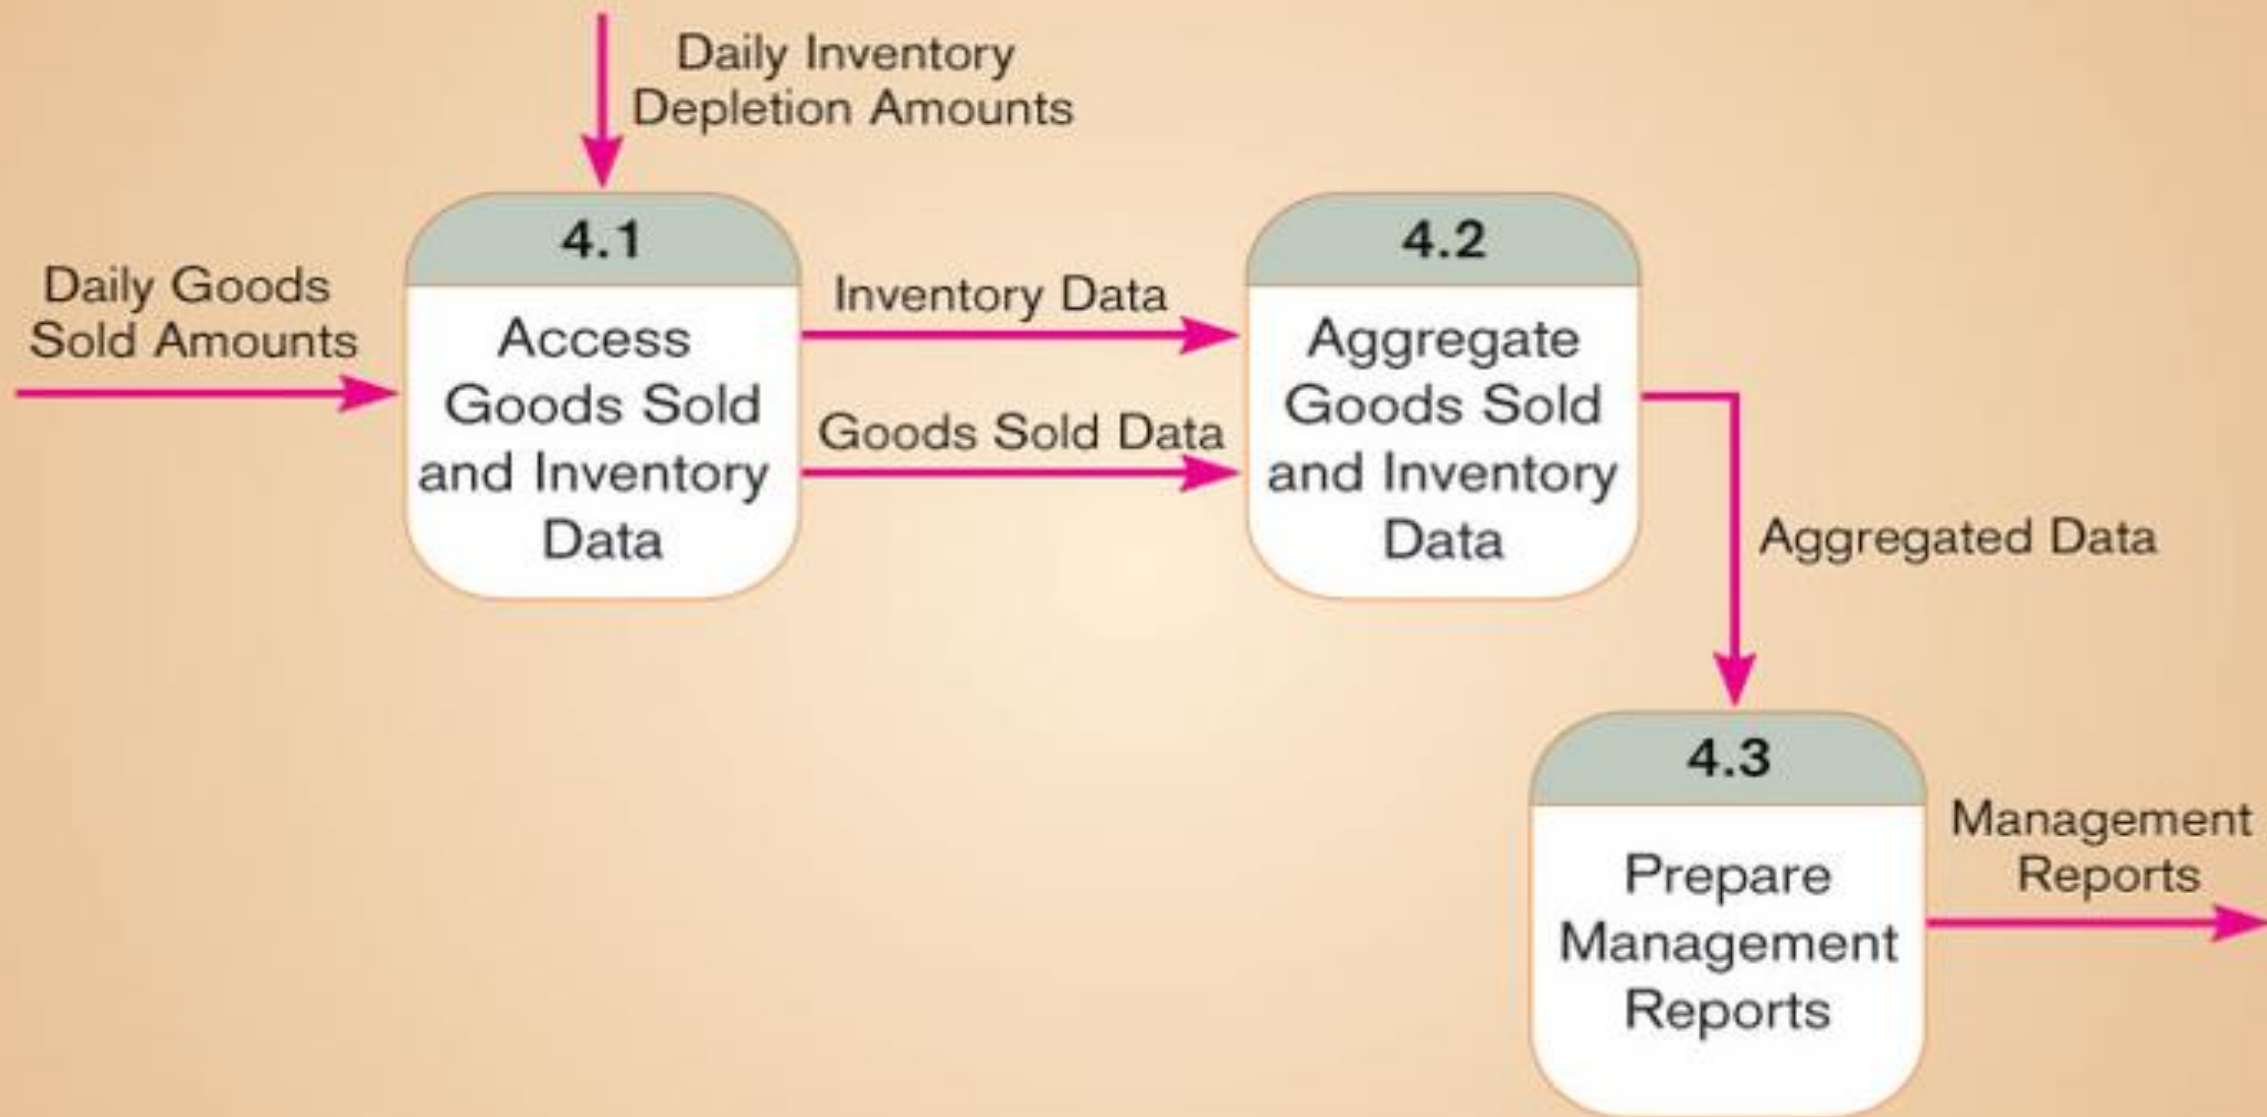 Daily Inventory
Depletion Amounts
Daily Goods
Sold Amounts
4.1
Access
Goods Sold
and Inventory
Data
Inventory Data
Goods Sold Data
4.2
Aggregate
Goods Sold
and Inventory
Data
Aggregated Data
4.3
Prepare
Management
Reports
Management
Reports